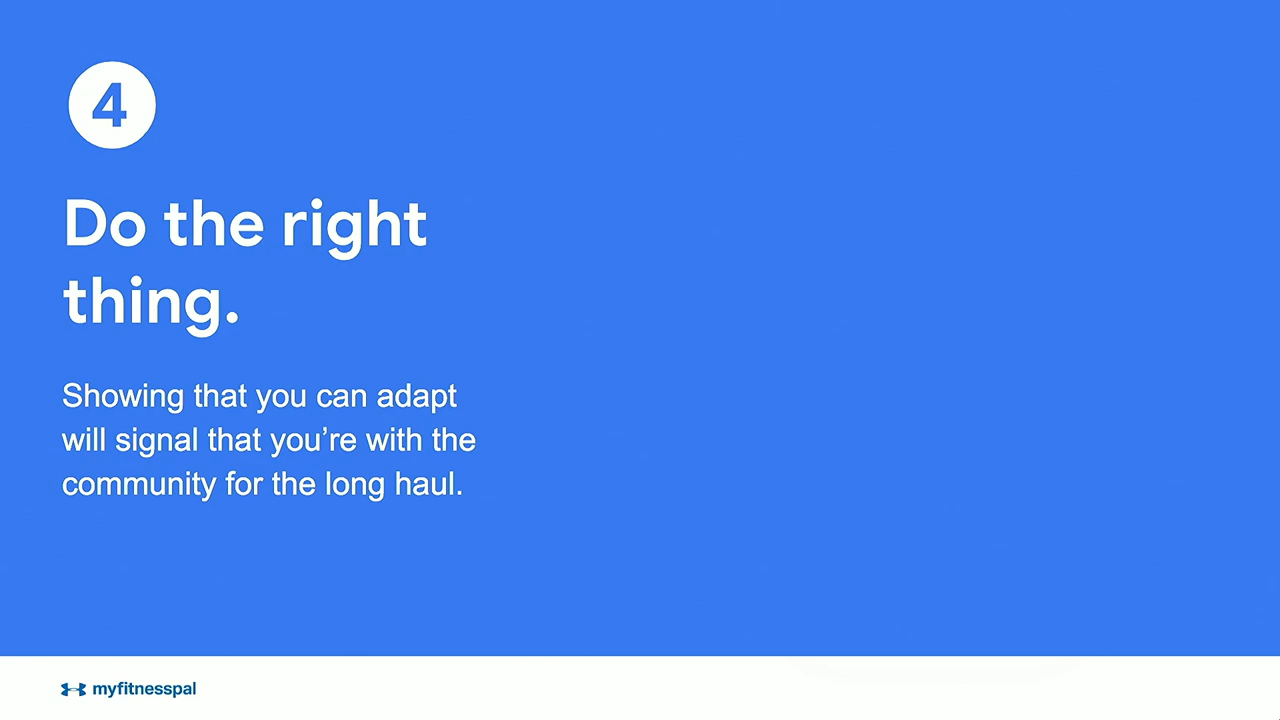 4
Do the right
thing.
Showing that you can adapt
will signal that you’re with the
community for the long haul.
myfitnesspal